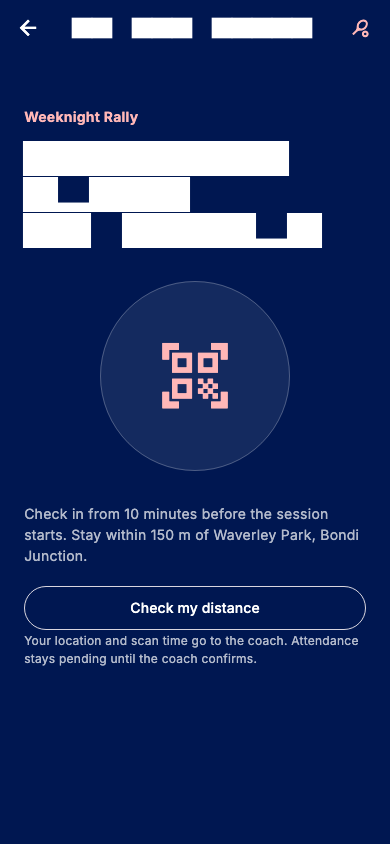 Weeknight Rally
Check in from 10 minutes before the session
starts. Stay within 150 m of Waverley Park, Bondi
Junction.
Check my distance
Your location and scan time go to the coach. Attendance
stays pending until the coach confirms.